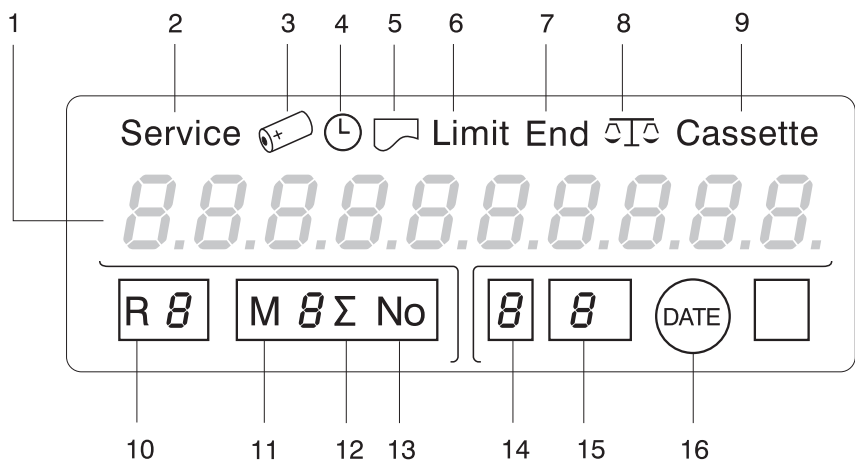 1 2 3 4 5 6 7 8 9
Service + Limit End Cassette
8.8.8.8.8.8.8.8.8.8.
R 8 M 8 Σ No 8 8 DATE
10 11 12 13 14 15 16